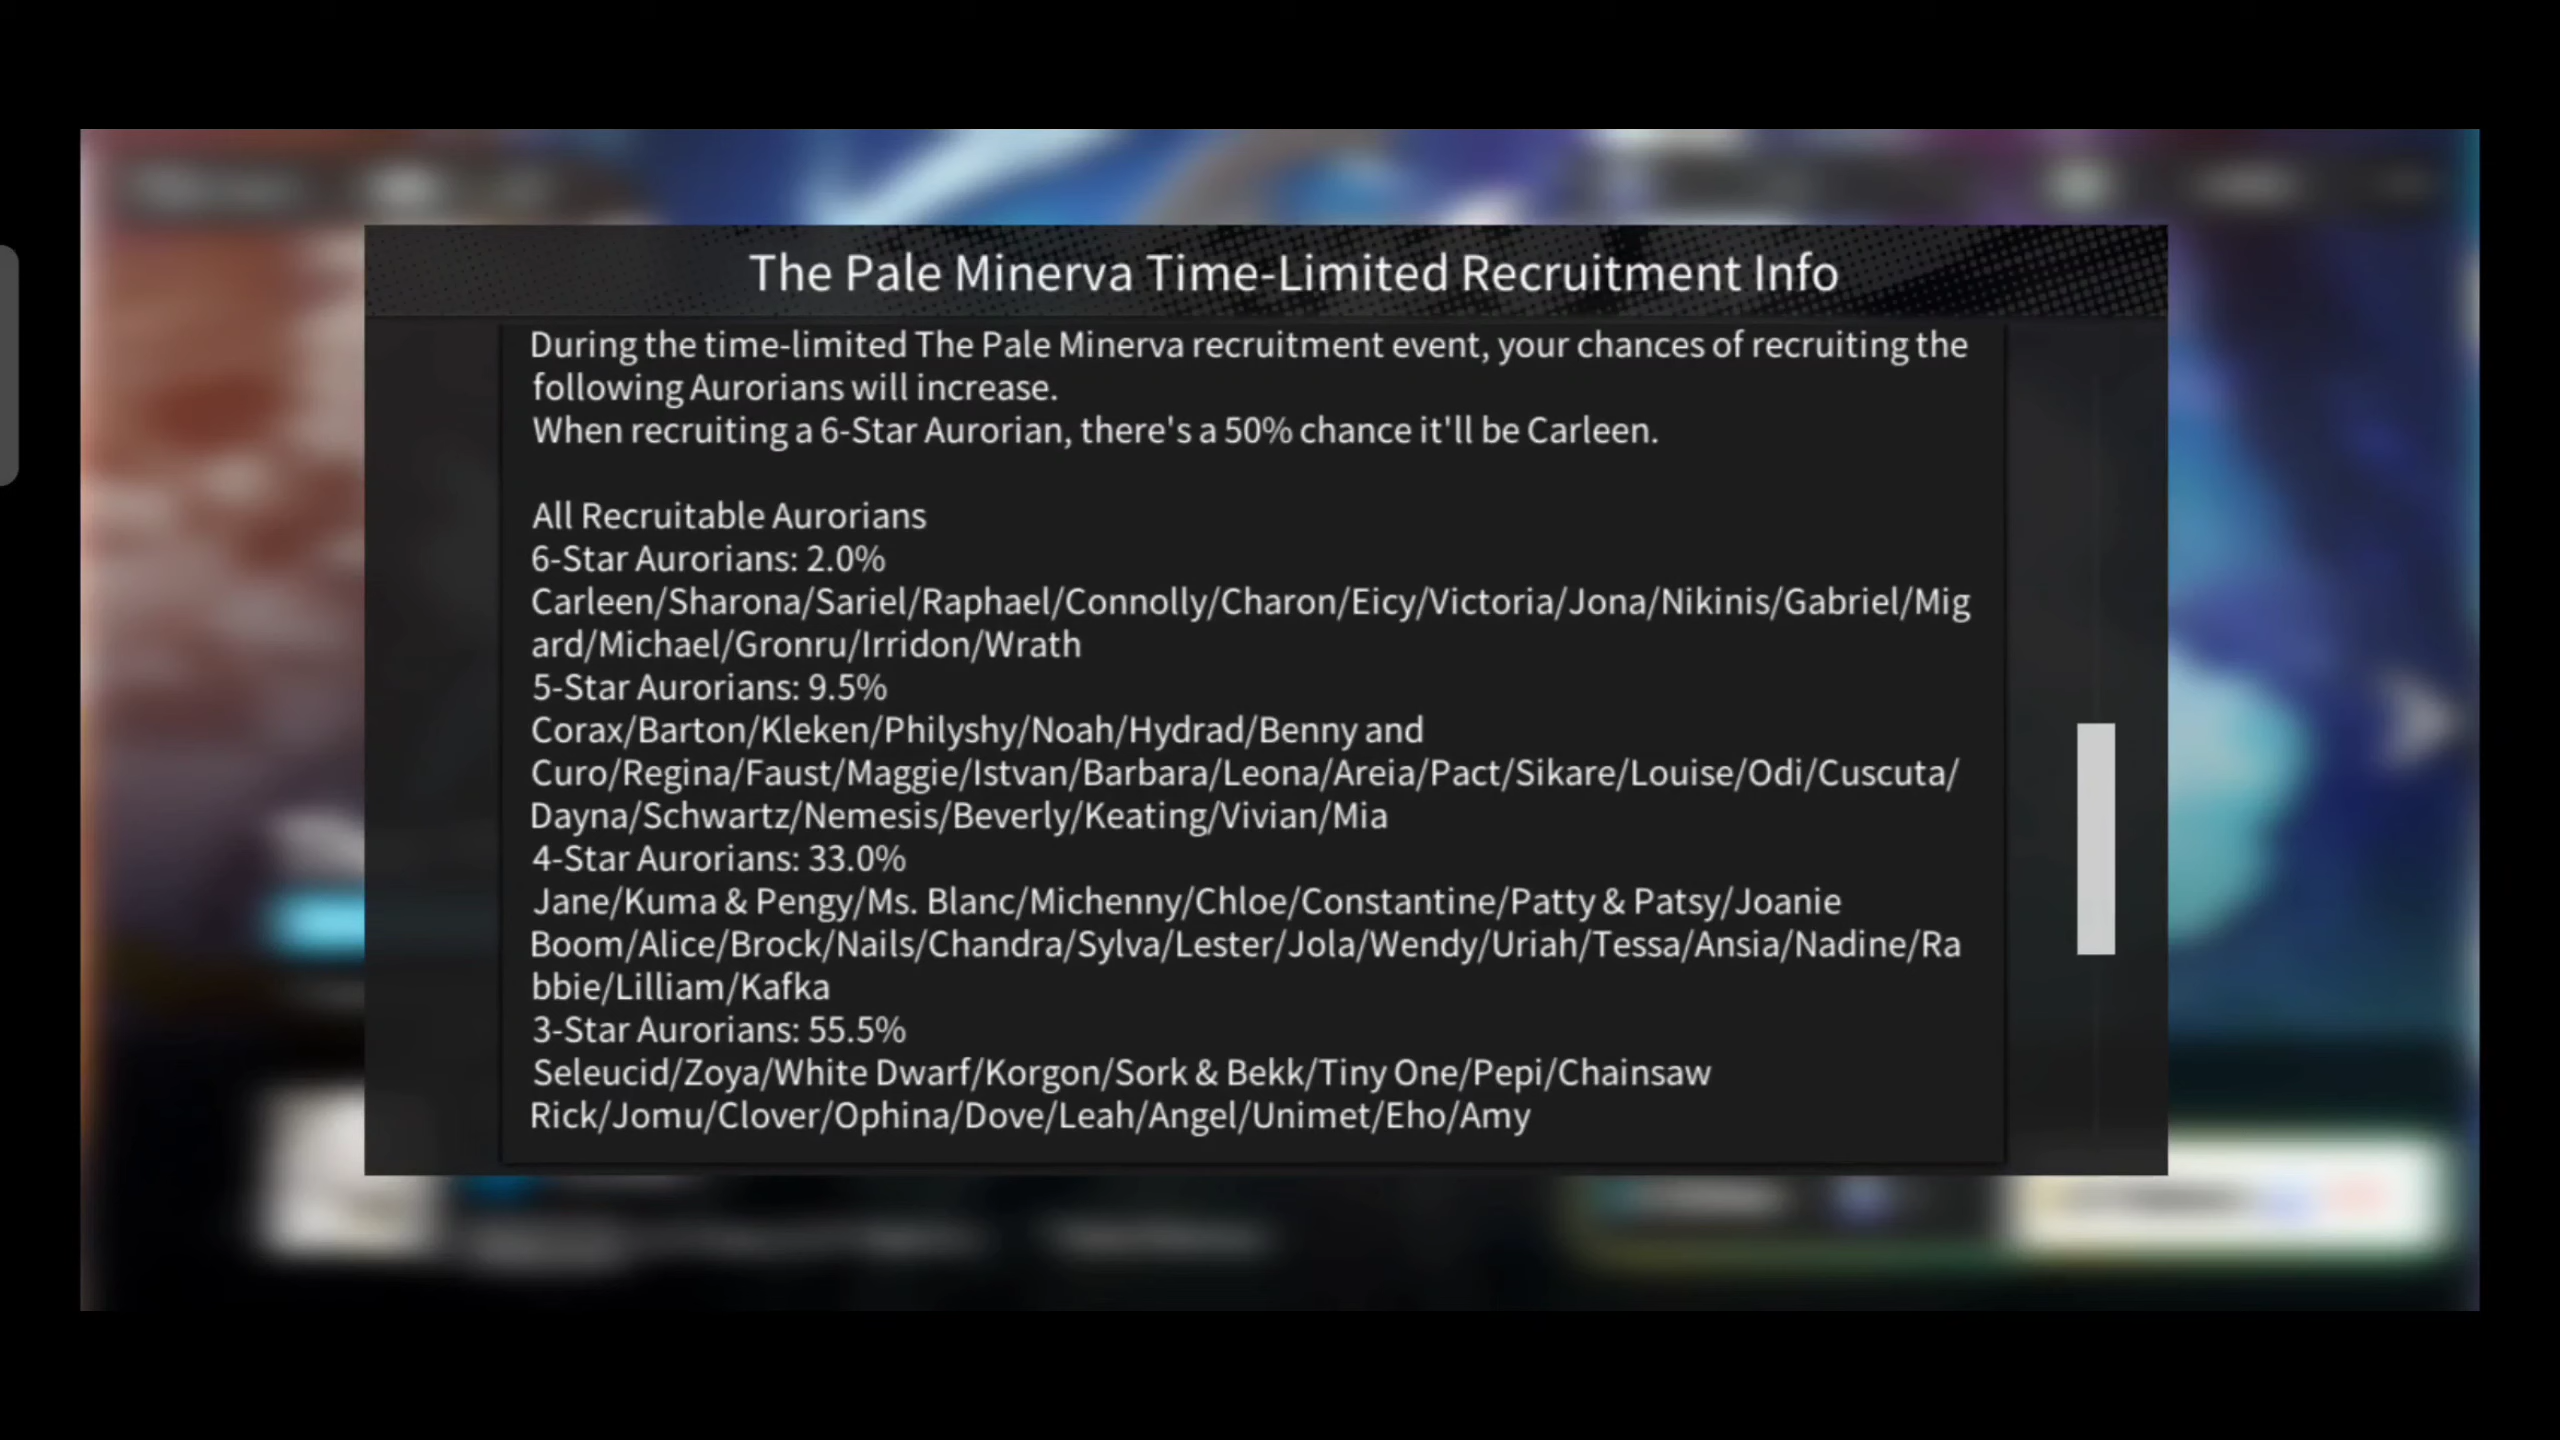 The Pale Minerva Time-Limited Recruitment Info
During the time-limited The Pale Minerva recruitment event, your chances of recruiting the
following Aurorians will increase.
When recruiting a 6-Star Aurorian, there's a 50% chance it'll be Carleen.
All Recruitable Aurorians
6-Star Aurorians: 2.0%
Carleen/Sharona/Sariel/Raphael/Connolly/Charon/Eicy/Victoria/Jona/Nikinis/Gabriel/Mig
ard/Michael/Gronru/Irridon/Wrath
5-Star Aurorians: 9.5%
Corax/Barton/Kleken/Philyshy/Noah/Hydrad/Benny and
Curo/Regina/Faust/Maggie/Istvan/Barbara/Leona/Areia/Pact/Sikare/Louise/Odi/Cuscuta/
Dayna/Schwartz/Nemesis/Beverly/Keating/Vivian/Mia
4-Star Aurorians: 33.0%
Jane/Kuma & Pengy/Ms. Blanc/Michenny/Chloe/Constantine/Patty & Patsy/Joanie
Boom/Alice/Brock/Nails/Chandra/Sylva/Lester/Jola/Wendy/Uriah/Tessa/Ansia/Nadine/Ra
bbie/Lilliam/Kafka
3-Star Aurorians: 55.5%
Seleucid/Zoya/White Dwarf/Korgon/Sork & Bekk/Tiny One/Pepi/Chainsaw
Rick/Jomu/Clover/Ophina/Dove/Leah/Angel/Unimet/Eho/Amy